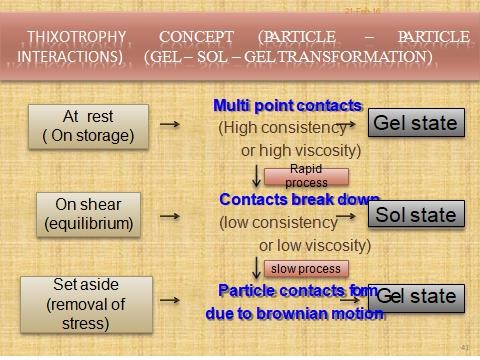 21-Feb-16
THIXOTROPHY CONCEPT (PARTICLE – PARTICLE
INTERACTIONS) (GEL – SOL – GEL TRANSFORMATION)
At rest
( On storage)
Multi point contacts
(High consistency
or high viscosity)
Gel state
Rapid
process
On shear
(equilibrium)
Contacts break down
(low consistency
or low viscosity)
Sol state
slow process
Set aside
(removal of
stress)
Particle contacts form
due to brownian motion
Gel state
41